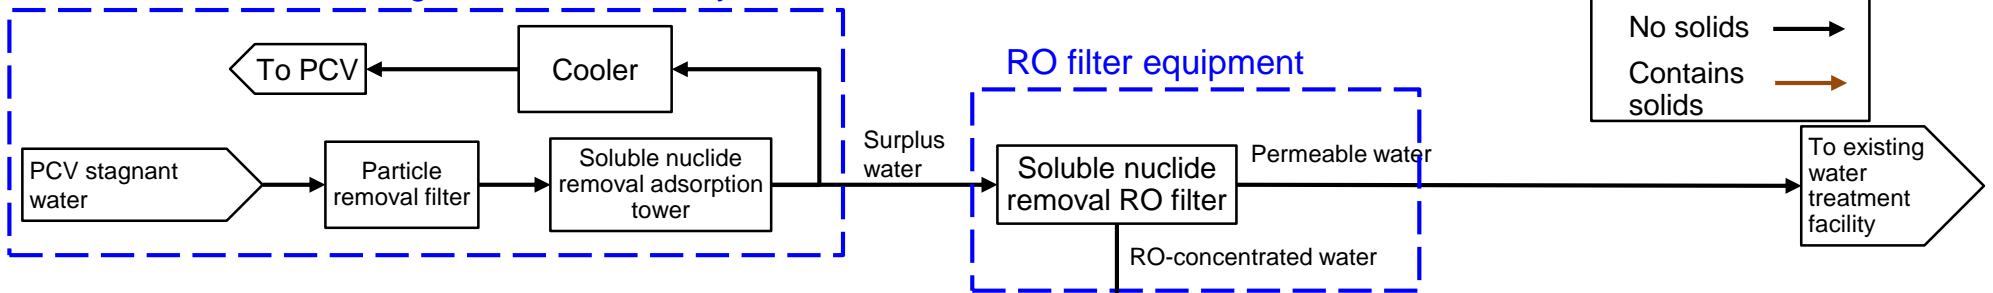 To PCV
Cooler
RO filter equipment
No solids
Contains
solids
PCV stagnant
water
Particle
removal filter
Soluble nuclide
removal adsorption
tower
Surplus
water
Soluble nuclide
removal RO filter
Permeable water
RO-concentrated water
To existing
water
treatment
facility